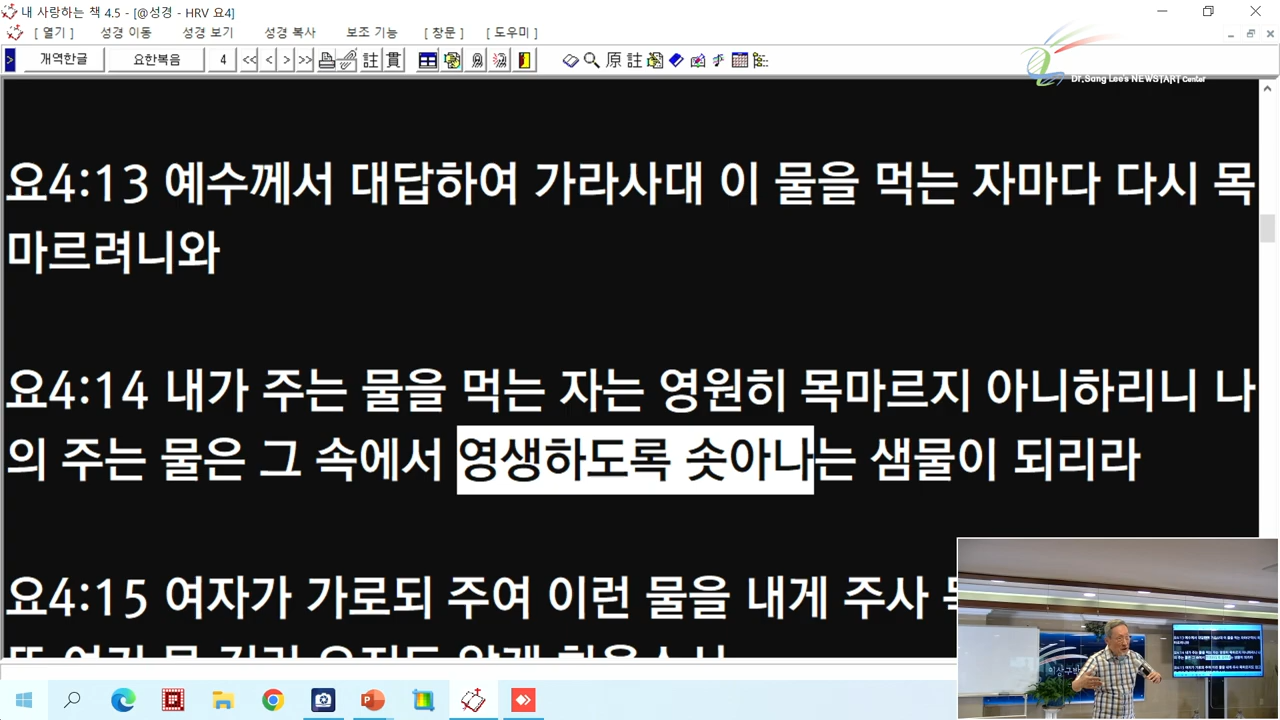 내 사랑하는 책 4.5 - [@성경 - HRV 요4]
[ 열기 ] 성경 이동 성경 보기 성경 복사 보조 기능 [ 창문 ] [ 도우미 ]
개역한글 요한복음 4 << < > >> 註 貫 原 註
Dr.Sang Lee's NEWSTART Center
요4:13 예수께서 대답하여 가라사대 이 물을 먹는 자마다 다시 목
마르려니와
요4:14 내가 주는 물을 먹는 자는 영원히 목마르지 아니하리니 나
의 주는 물은 그 속에서 영생하도록 솟아나는 샘물이 되리라
요4:15 여자가 가로되 주여 이런 물을 내게 주사